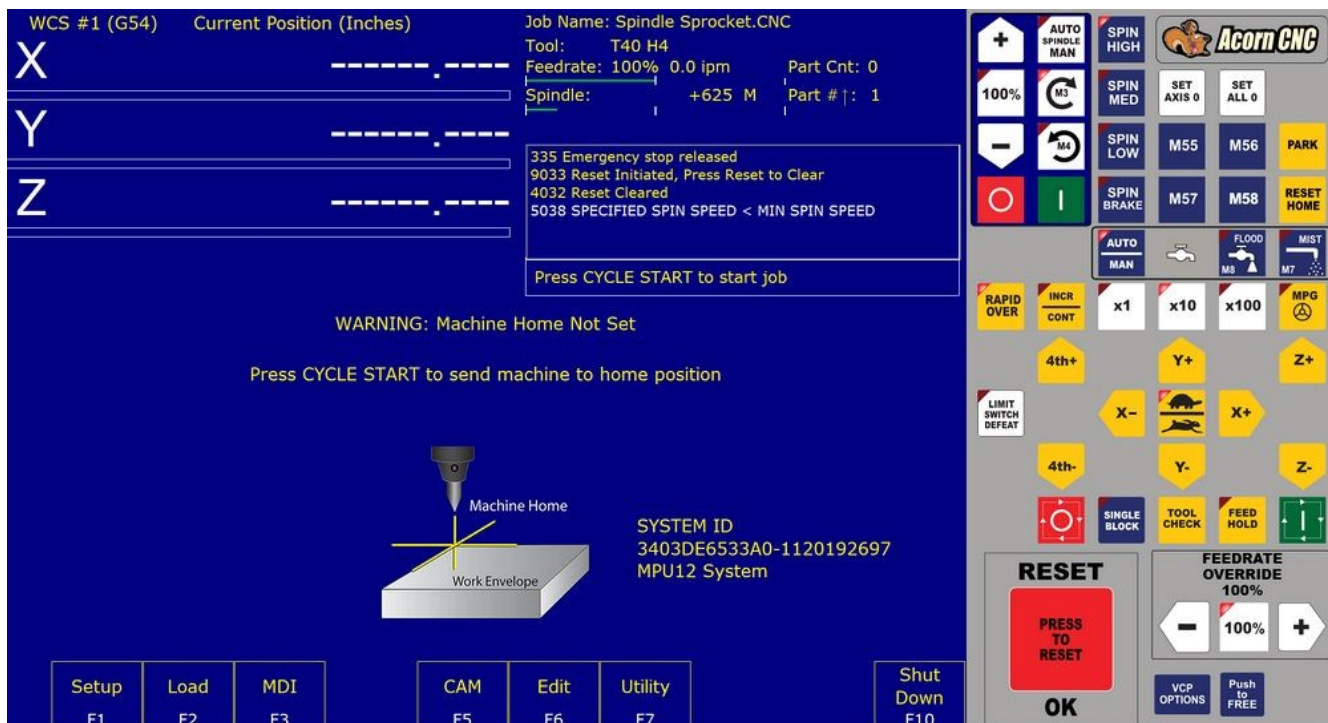 WCS #1 (G54) Current Position (Inches)
X ------.----
Y ------.----
Z ------.----
Job Name: Spindle Sprocket.CNC
Tool: T40 H4
Feedrate: 100% 0.0 ipm Part Cnt: 0
Spindle: +625 M Part #↑: 1
335 Emergency stop released
9033 Reset Initiated, Press Reset to Clear
4032 Reset Cleared
5038 SPECIFIED SPIN SPEED < MIN SPIN SPEED
Press CYCLE START to start job
WARNING: Machine Home Not Set
Press CYCLE START to send machine to home position
Machine Home
Work Envelope
SYSTEM ID
3403DE6533A0-1120192697
MPU12 System
Setup
F1
Load
F2
MDI
F3
CAM
F5
Edit
F6
Utility
F7
Shut
Down
F10
+
AUTO
SPINDLE
MAN
SPIN
HIGH
Acorn CNC
100%
M3
SPIN
MED
SET
AXIS 0
SET
ALL 0
−
M4
SPIN
LOW
M55
M56
PARK
SPIN
BRAKE
M57
M58
RESET
HOME
AUTO
MAN
FLOOD
M8
MIST
M7
RAPID
OVER
INCR
CONT
x1
x10
x100
MPG
4th+
Y+
Z+
LIMIT
SWITCH
DEFEAT
X−
X+
4th-
Y-
Z-
SINGLE
BLOCK
TOOL
CHECK
FEED
HOLD
RESET
PRESS
TO
RESET
OK
FEEDRATE
OVERRIDE
100%
−
100%
+
VCP
OPTIONS
Push
to
FREE